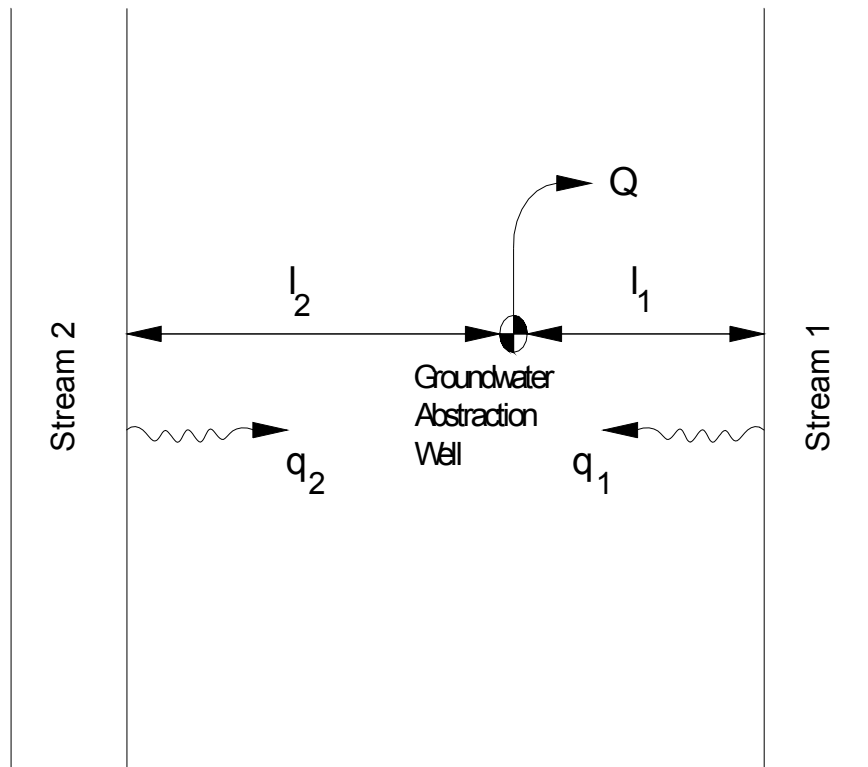 Q
l2
l1
Stream 2
Groundwater
Abstraction
Well
Stream 1
q2
q1